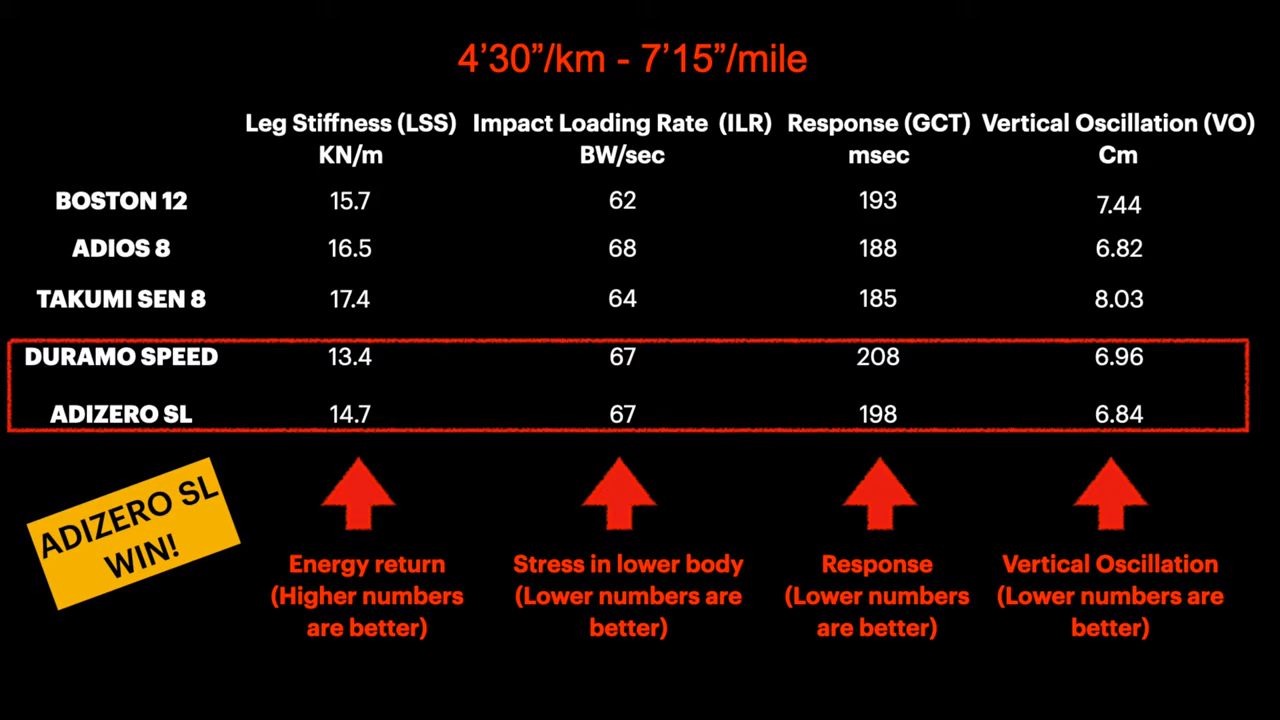 4’30”/km - 7’15”/mile
Leg Stiffness (LSS) Impact Loading Rate (ILR) Response (GCT) Vertical Oscillation (VO)
KN/m BW/sec msec Cm
BOSTON 12 15.7 62 193 7.44
ADIOS 8 16.5 68 188 6.82
TAKUMI SEN 8 17.4 64 185 8.03
DURAMO SPEED 13.4 67 208 6.96
ADIZERO SL 14.7 67 198 6.84
ADIZERO SL
WIN!
Energy return
(Higher numbers
are better)
Stress in lower body
(Lower numbers are
better)
Response
(Lower numbers
are better)
Vertical Oscillation
(Lower numbers are
better)